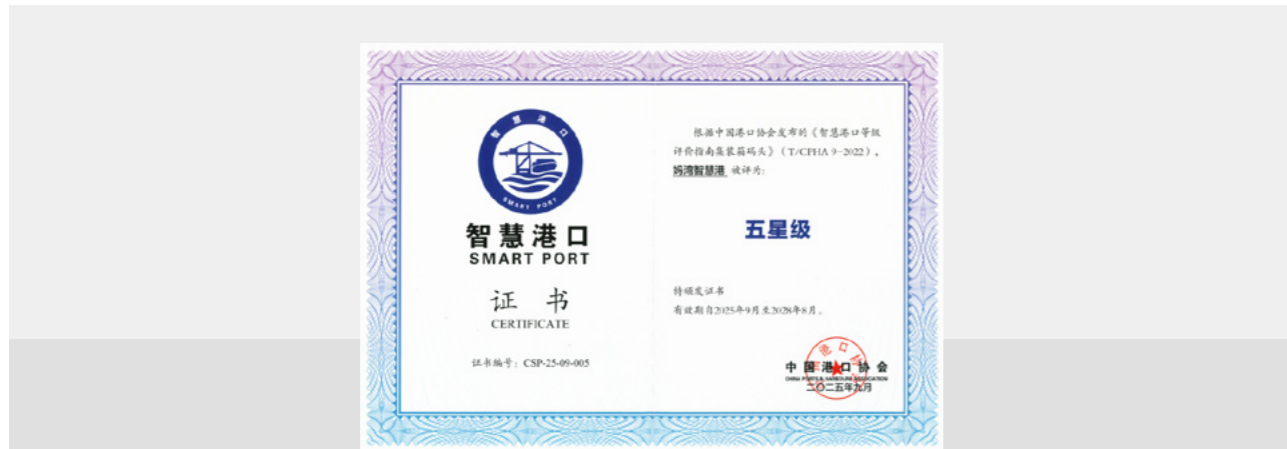 智慧港口
SMART PORT
智慧港口
SMART PORT
证 书
CERTIFICATE
证书编号：CSP-25-09-005
根据中国港口协会发布的《智慧港口等级
评价指南集装箱码头》（T/CPHA 9-2022），
妈湾智慧港 被评为：
五星级
特颁发证书
有效期自2025年9月至2028年8月。
中国港口协会
CHINA PORTS & HARBOURS ASSOCIATION
二〇二五年九月